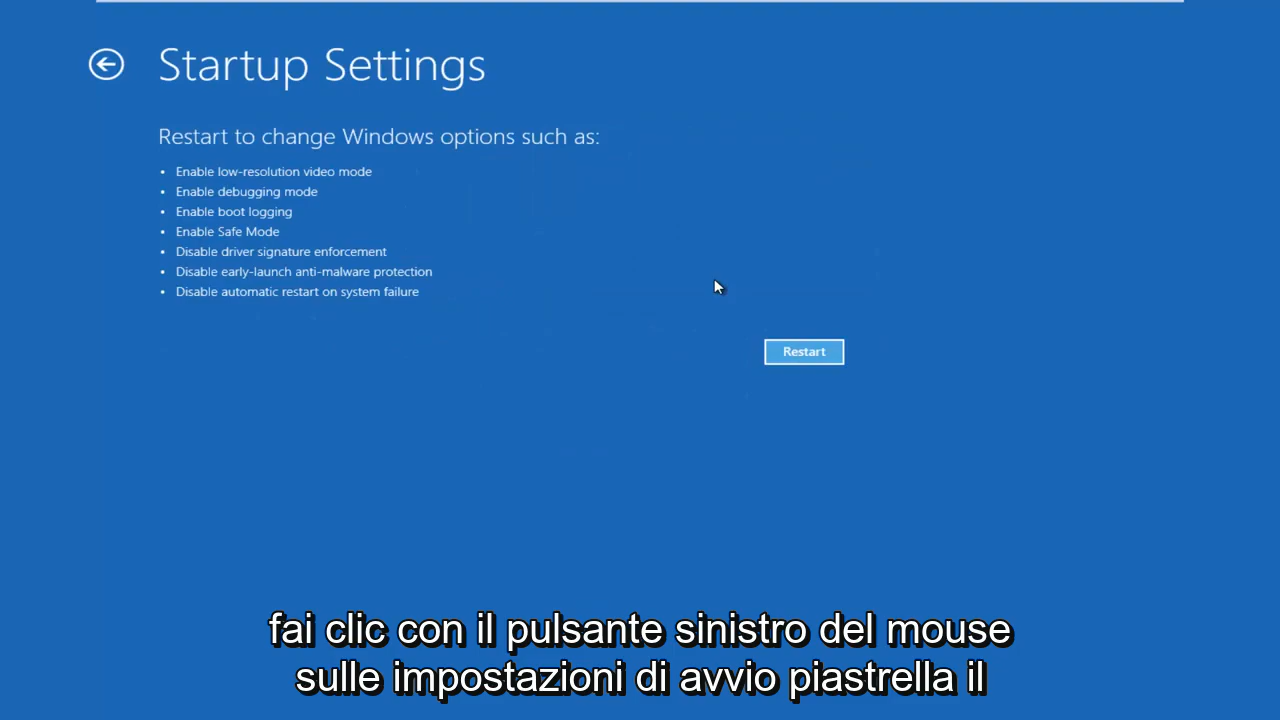 Startup Settings
Restart to change Windows options such as:
• Enable low-resolution video mode
• Enable debugging mode
• Enable boot logging
• Enable Safe Mode
• Disable driver signature enforcement
• Disable early-launch anti-malware protection
• Disable automatic restart on system failure
Restart
fai clic con il pulsante sinistro del mouse
sulle impostazioni di avvio piastrella il